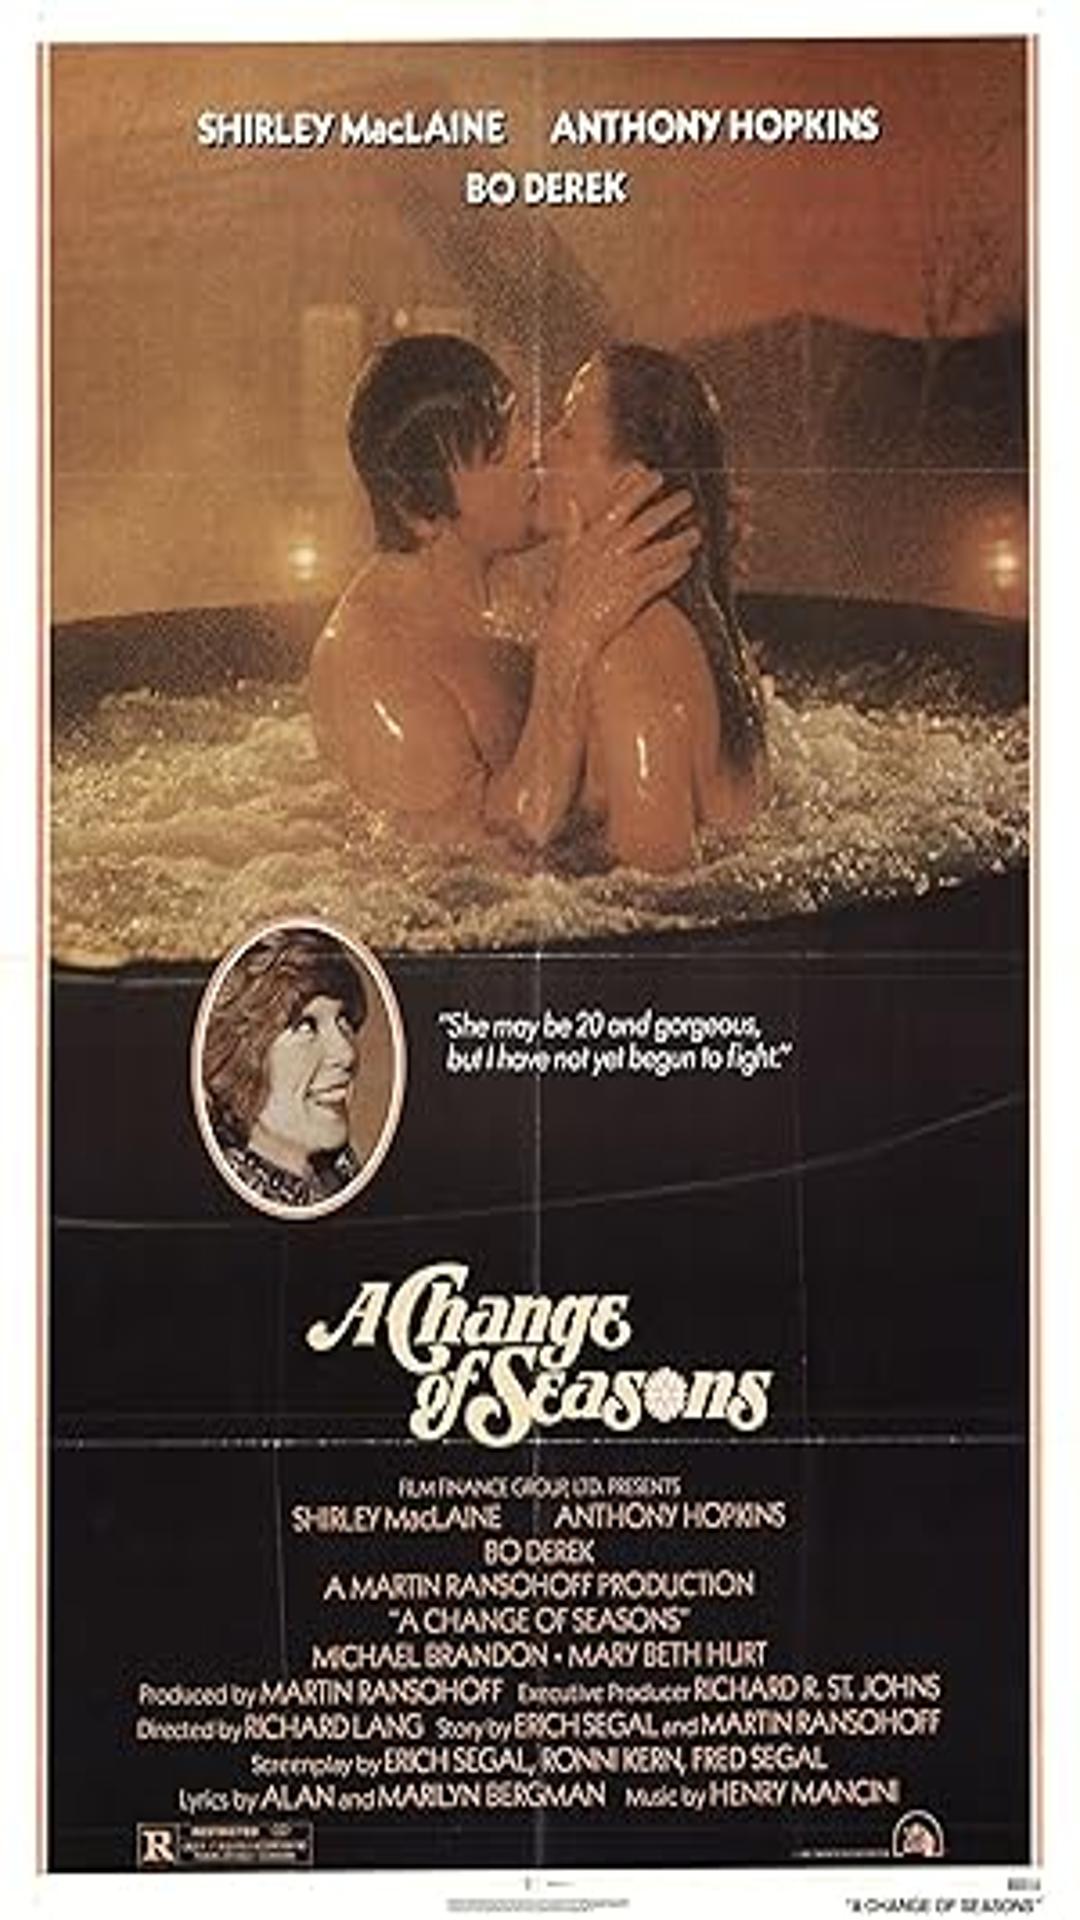 SHIRLEY MacLAINE ANTHONY HOPKINS
BO DEREK
"She may be 20 and gorgeous,
but I have not yet begun to fight."
A Change
of Seasons
FILM FINANCE GROUP, LTD. PRESENTS
SHIRLEY MacLAINE ANTHONY HOPKINS
BO DEREK
A MARTIN RANSOHOFF PRODUCTION
"A CHANGE OF SEASONS"
MICHAEL BRANDON • MARY BETH HURT
Produced by MARTIN RANSOHOFF Executive Producer RICHARD R. ST. JOHNS
Directed by RICHARD LANG Story by ERICH SEGAL and MARTIN RANSOHOFF
Screenplay by ERICH SEGAL, RONNI KERN, FRED SEGAL
Lyrics by ALAN and MARILYN BERGMAN Music by HENRY MANCINI
R RESTRICTED
"A CHANGE OF SEASONS"